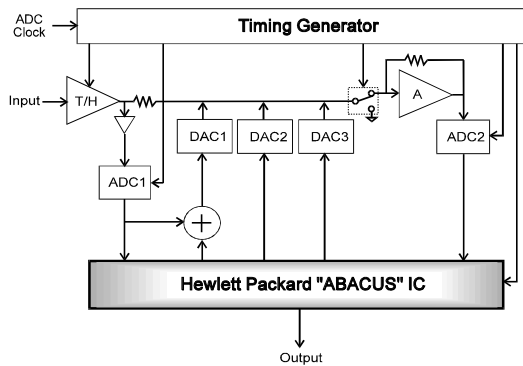 ADC
Clock
Timing Generator
Input
T/H
A
DAC1
DAC2
DAC3
ADC2
ADC1
+
Hewlett Packard "ABACUS" IC
Output